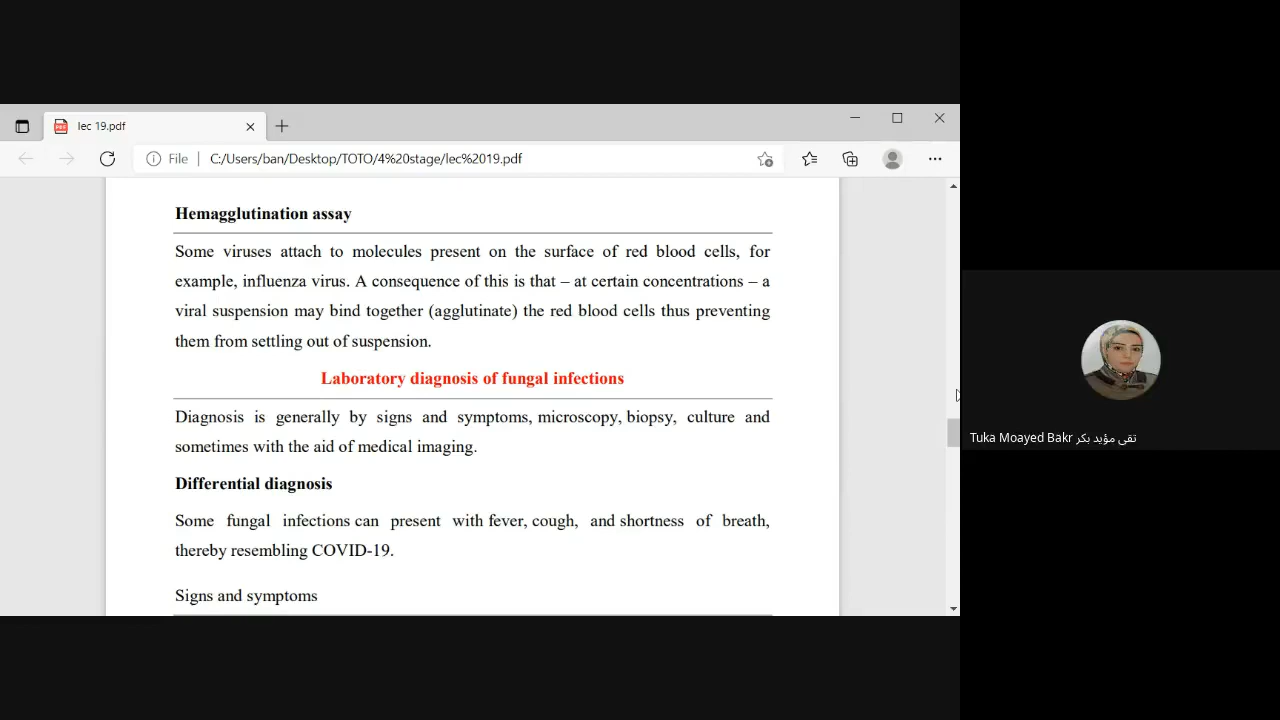 lec 19.pdf
File
C:/Users/ban/Desktop/TOTO/4%20stage/lec%2019.pdf
Hemagglutination assay
Some viruses attach to molecules present on the surface of red blood cells, for
example, influenza virus. A consequence of this is that – at certain concentrations – a
viral suspension may bind together (agglutinate) the red blood cells thus preventing
them from settling out of suspension.
Laboratory diagnosis of fungal infections
Diagnosis is generally by signs and symptoms, microscopy, biopsy, culture and
sometimes with the aid of medical imaging.
Differential diagnosis
Some fungal infections can present with fever, cough, and shortness of breath,
thereby resembling COVID-19.
Signs and symptoms
Tuka Moayed Bakr تقى مؤيد بكر